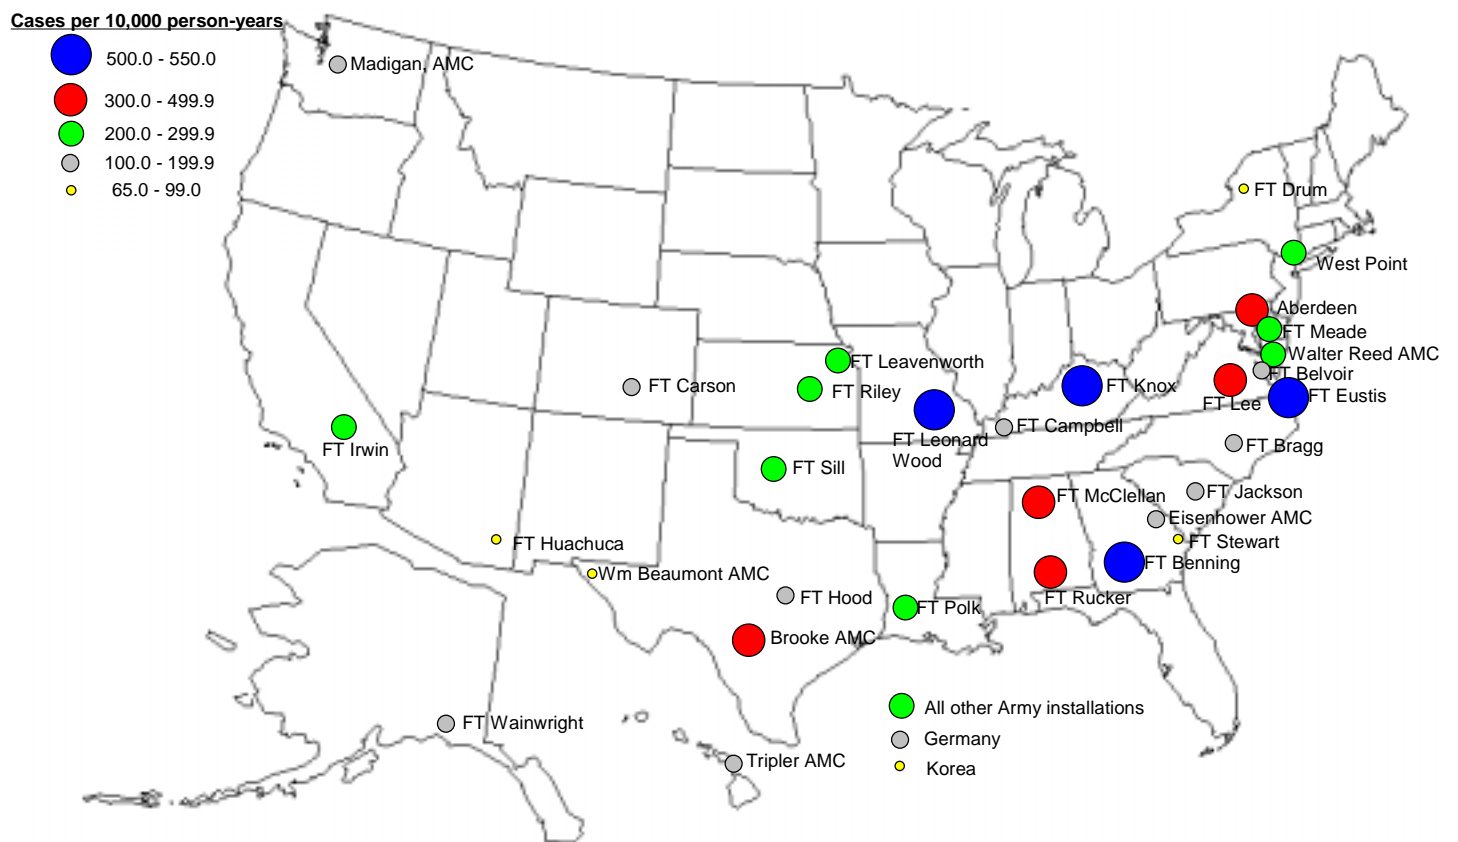 Cases per 10,000 person-years
500.0 - 550.0
300.0 - 499.9
200.0 - 299.9
100.0 - 199.9
65.0 - 99.0
Madigan, AMC
FT Drum
West Point
Aberdeen
FT Meade
Walter Reed AMC
FT Belvoir
FT Leavenworth
FT Carson
FT Riley
FT Knox
FT Lee
FT Eustis
FT Campbell
FT Leonard
Wood
FT Irwin
FT Bragg
FT Sill
FT McClellan
FT Jackson
Eisenhower AMC
FT Huachuca
FT Stewart
FT Benning
Wm Beaumont AMC
FT Hood
FT Rucker
FT Polk
Brooke AMC
FT Wainwright
Tripler AMC
All other Army installations
Germany
Korea